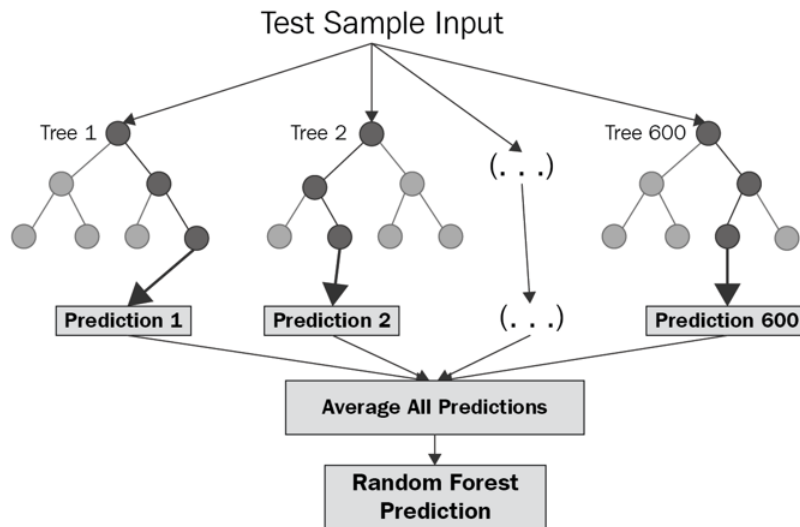 Test Sample Input
Tree 1
Tree 2
Tree 600
(. . .)
(. . .)
Prediction 1
Prediction 2
Prediction 600
Average All Predictions
Random Forest
Prediction